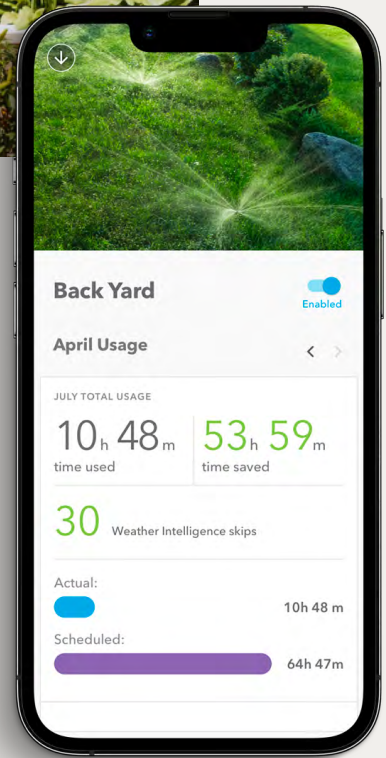 Back Yard
Enabled
April Usage
JULY TOTAL USAGE
10h 48m 53h 59m
time used time saved
30 Weather Intelligence skips
Actual:
10h 48 m
Scheduled:
64h 47m